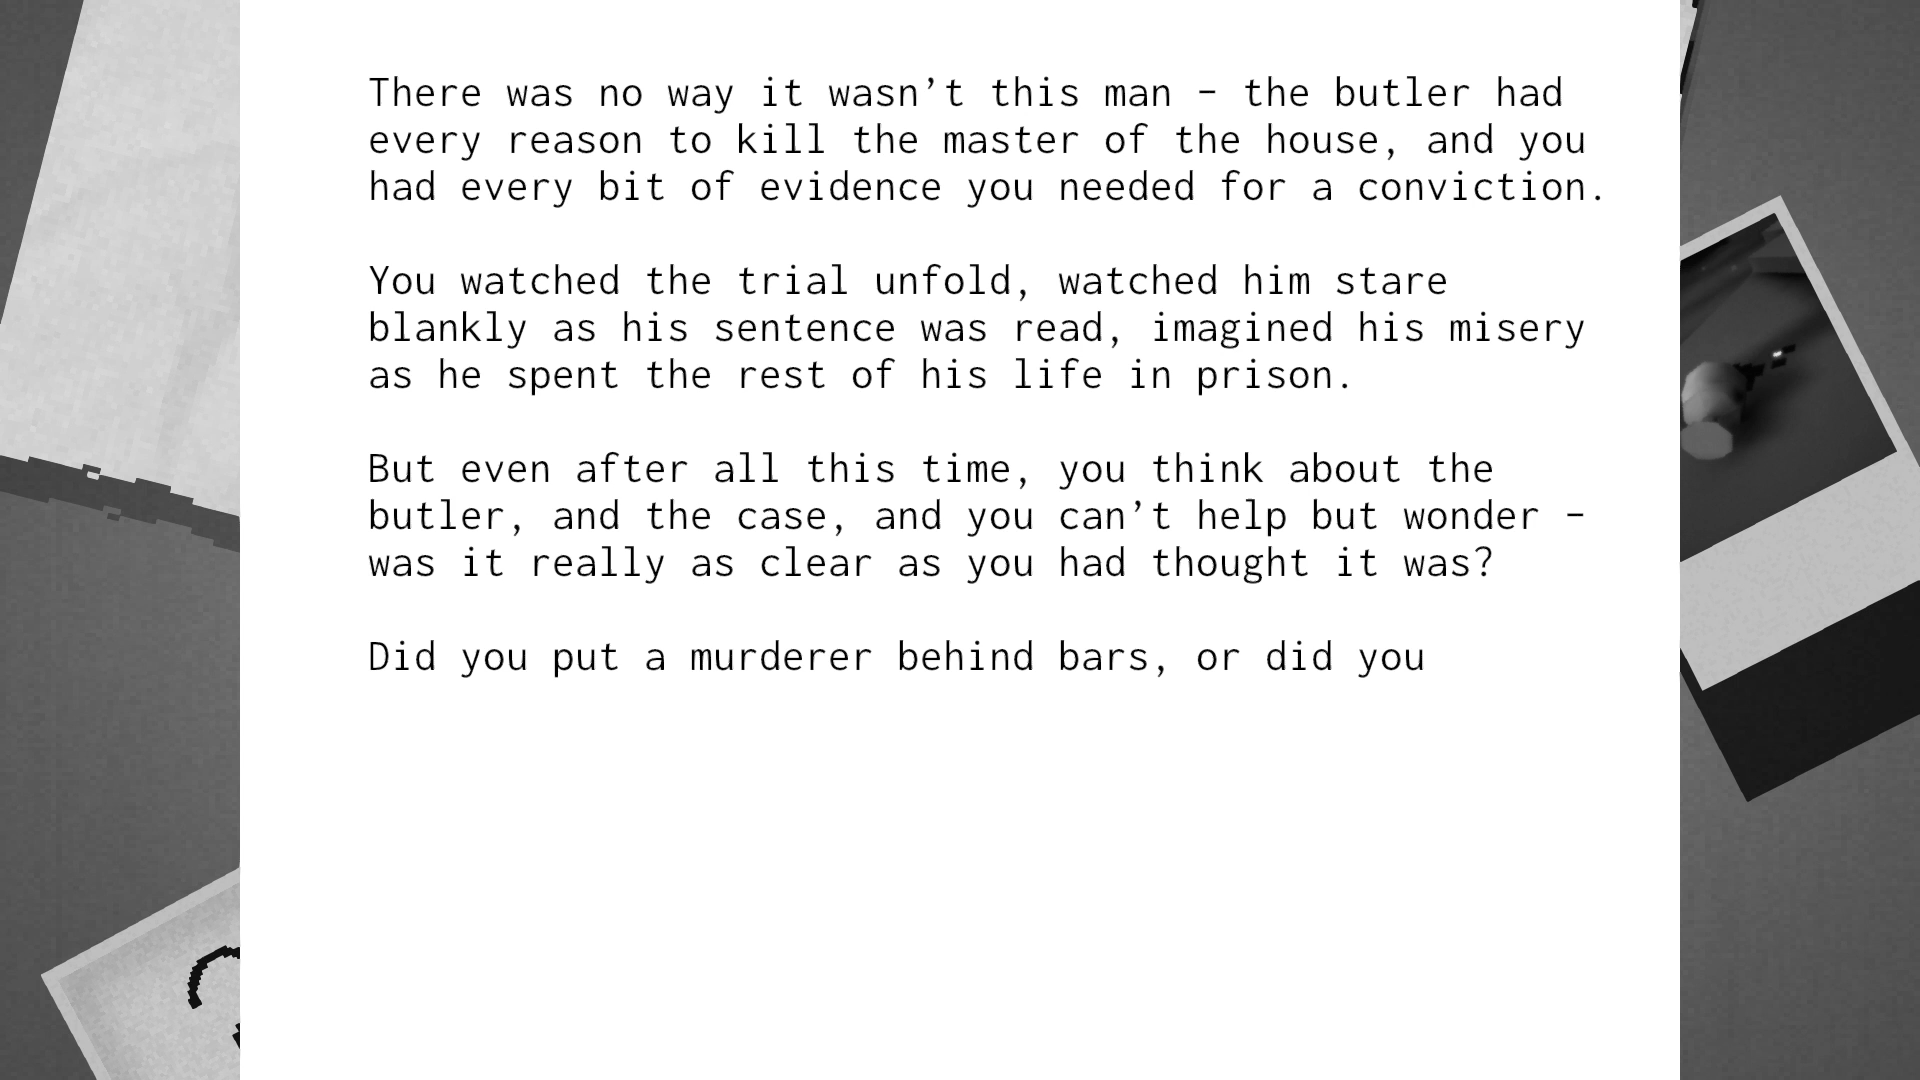 There was no way it wasn’t this man – the butler had
every reason to kill the master of the house, and you
had every bit of evidence you needed for a conviction.
You watched the trial unfold, watched him stare
blankly as his sentence was read, imagined his misery
as he spent the rest of his life in prison.
But even after all this time, you think about the
butler, and the case, and you can’t help but wonder –
was it really as clear as you had thought it was?
Did you put a murderer behind bars, or did you